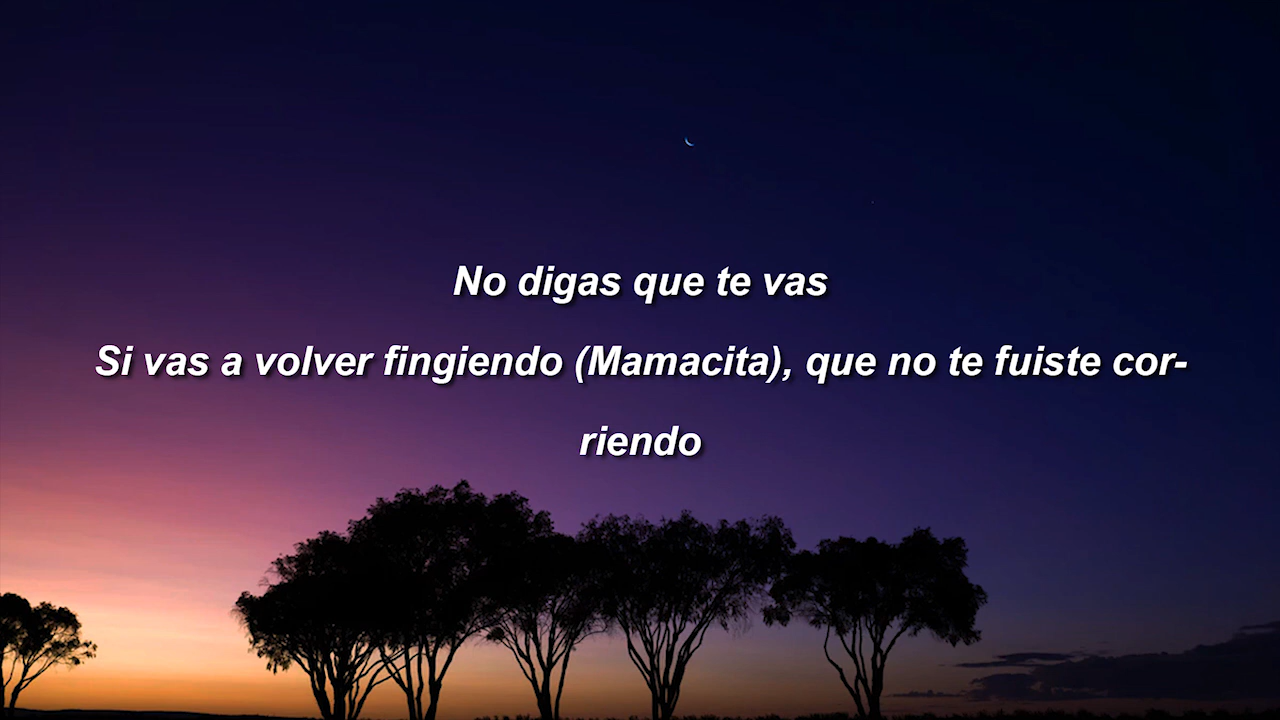 No digas que te vas
Si vas a volver fingiendo (Mamacita), que no te fuiste cor-
riendo